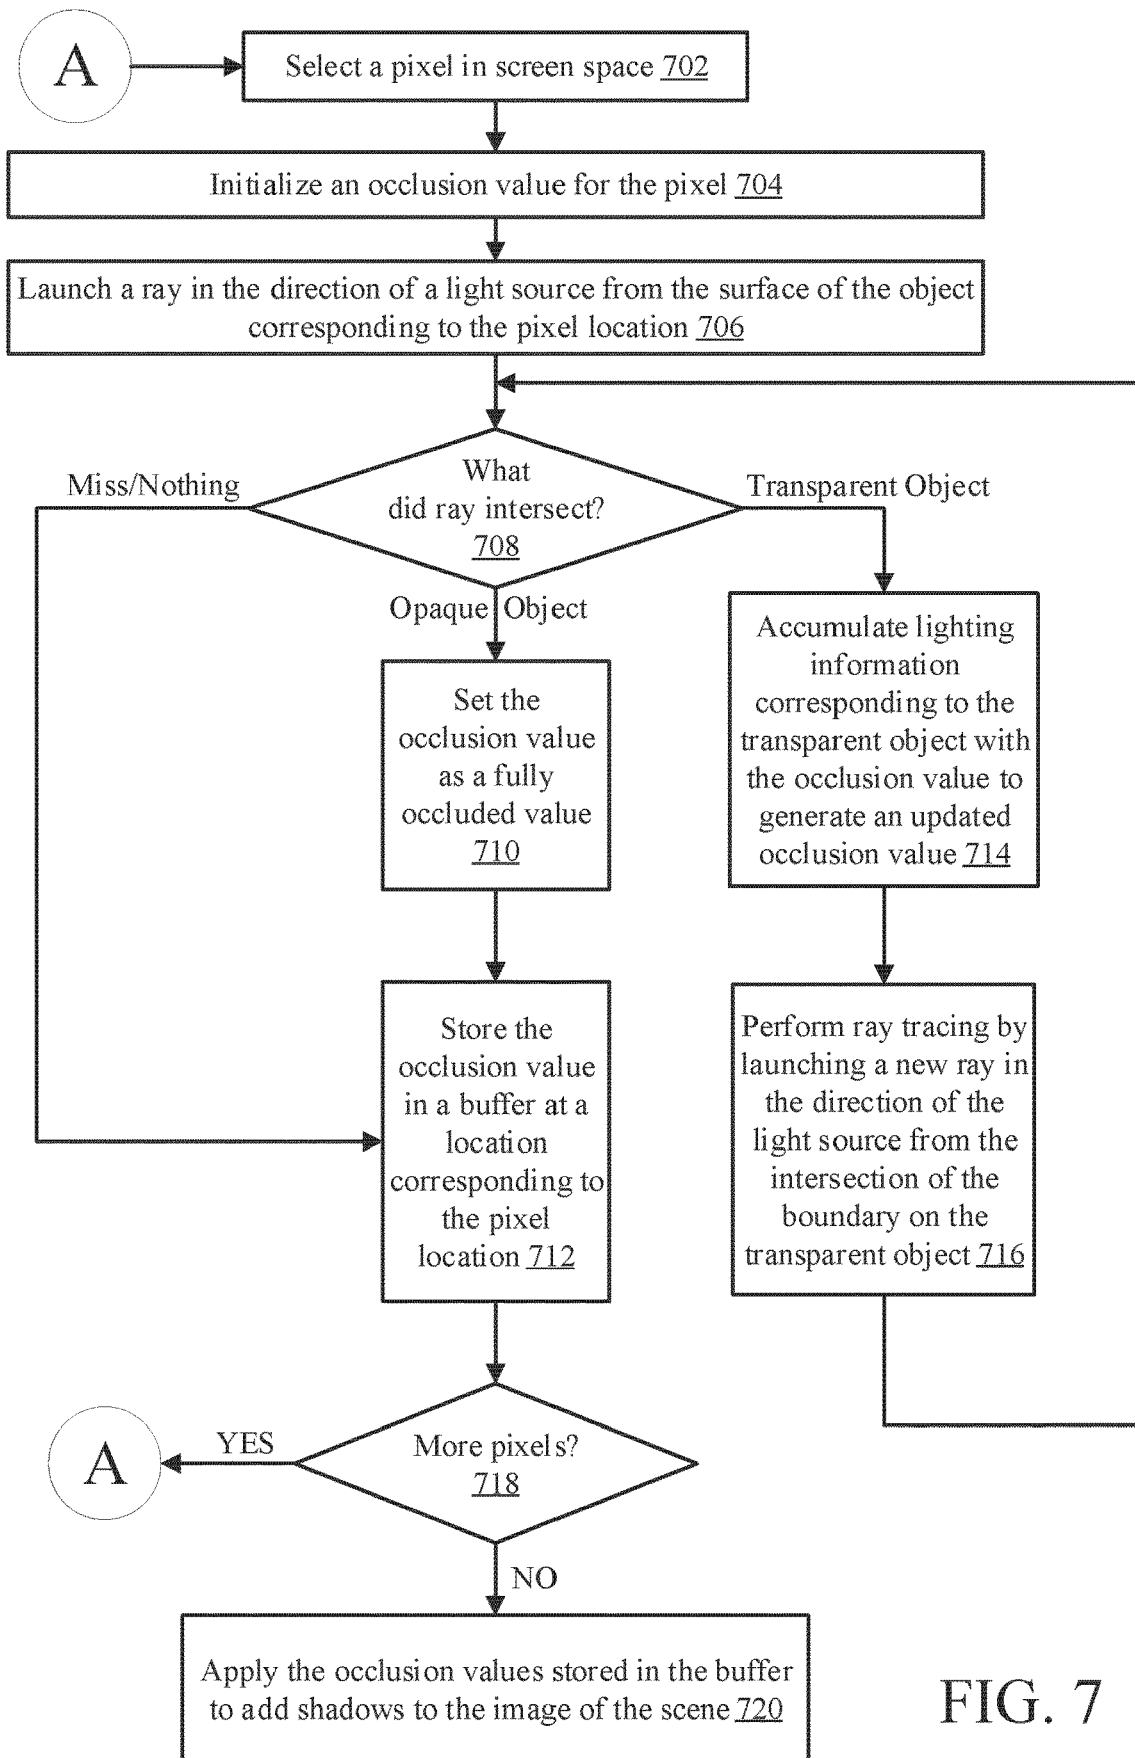 A
Select a pixel in screen space 702
Initialize an occlusion value for the pixel 704
Launch a ray in the direction of a light source from the surface of the object
corresponding to the pixel location 706
Miss/Nothing
What
did ray intersect?
708
Transparent Object
Opaque Object
Set the
occlusion value
as a fully
occluded value
710
Accumulate lighting
information
corresponding to the
transparent object with
the occlusion value to
generate an updated
occlusion value 714
Store the
occlusion value
in a buffer at a
location
corresponding to
the pixel
location 712
Perform ray tracing by
launching a new ray in
the direction of the
light source from the
intersection of the
boundary on the
transparent object 716
A
YES
More pixels?
718
NO
Apply the occlusion values stored in the buffer
to add shadows to the image of the scene 720
FIG. 7